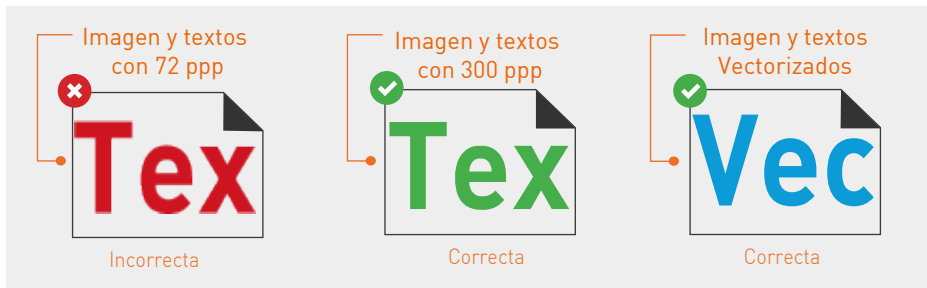 Imagen y textos
con 72 ppp
Tex
Incorrecta
Imagen y textos
con 300 ppp
Tex
Correcta
Imagen y textos
Vectorizados
Vec
Correcta